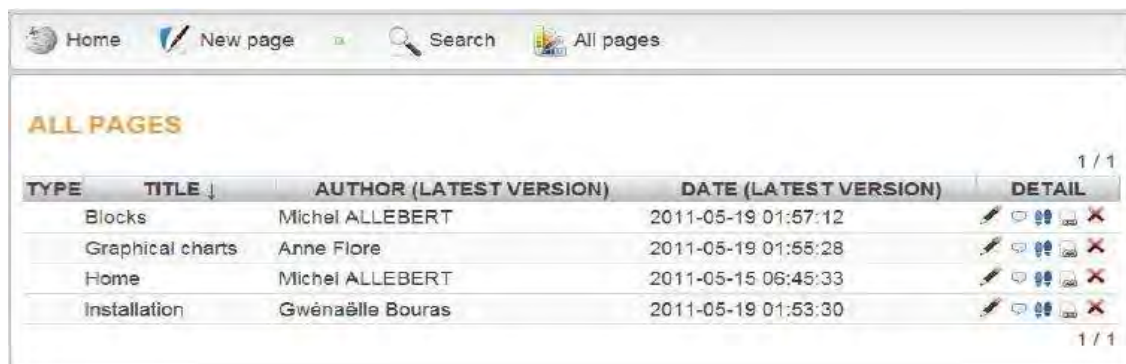 Home New page Search All pages
ALL PAGES
1 / 1
TYPE TITLE ↓ AUTHOR (LATEST VERSION) DATE (LATEST VERSION) DETAIL
Blocks Michel ALLEBERT 2011-05-19 01:57:12
Graphical charts Anne Flore 2011-05-19 01:55:28
Home Michel ALLEBERT 2011-05-15 06:45:33
Installation Gwénaëlle Bouras 2011-05-19 01:53:30
1 / 1